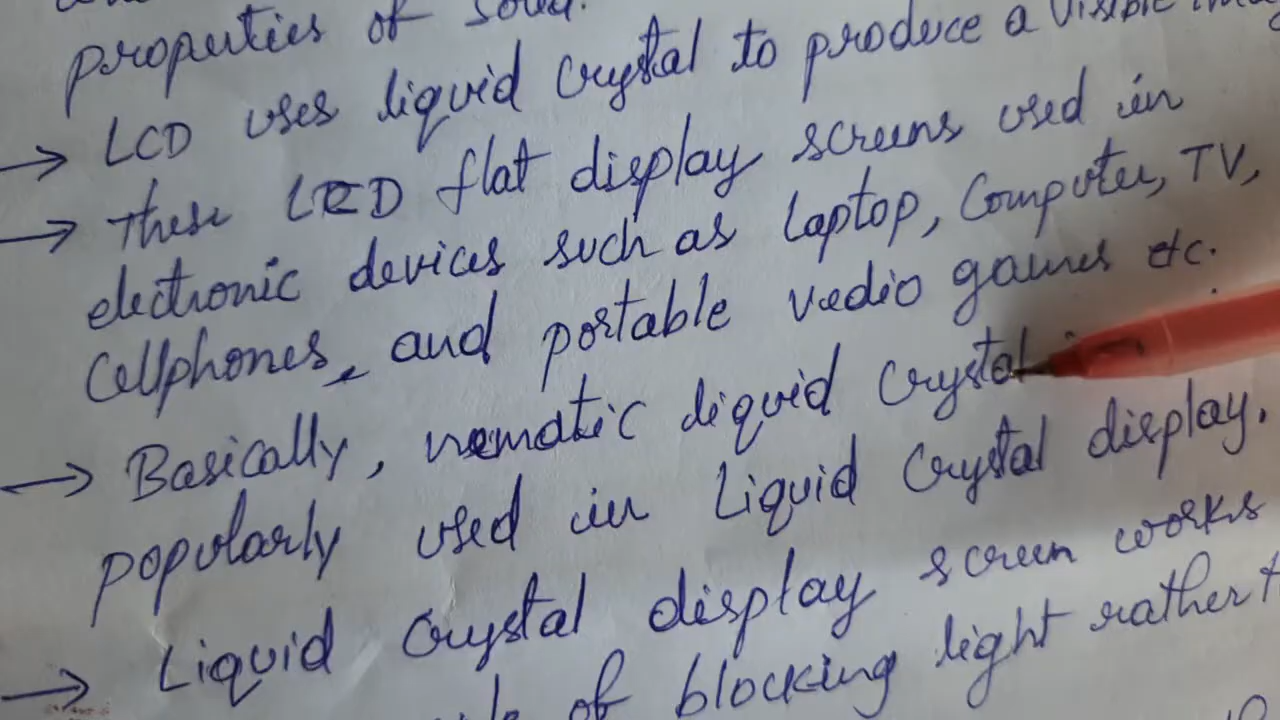 properties of solid.
→ LCD uses liquid crystal to produce a visible
→ These LCD flat display screens used in
electronic devices such as Laptop, Computer, TV,
Cellphones, and portable vedio games etc.
→ Basically, nematic liquid crystal
popularly used in Liquid crystal display.
→ Liquid crystal display screen works
of blocking light rather